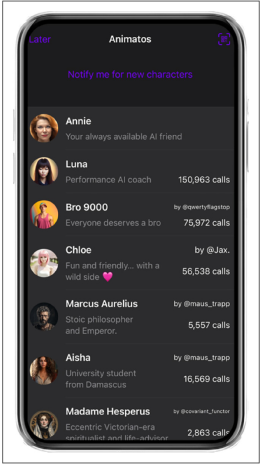 Later Animatos
Notify me for new characters
Annie
Your always available AI friend
Luna
Performance AI coach 150,963 calls
Bro 9000 by @qwertyflagstop
Everyone deserves a bro 75,972 calls
Chloe by @Jax.
Fun and friendly... with a
wild side 💗 56,538 calls
Marcus Aurelius by @maus_trapp
Stoic philosopher
and Emperor. 5,557 calls
Aisha by @maus_trapp
University student
from Damascus 16,569 calls
Madame Hesperus by @covariant_functor
Eccentric Victorian-era
spiritualist and life-advisor 2,863 calls